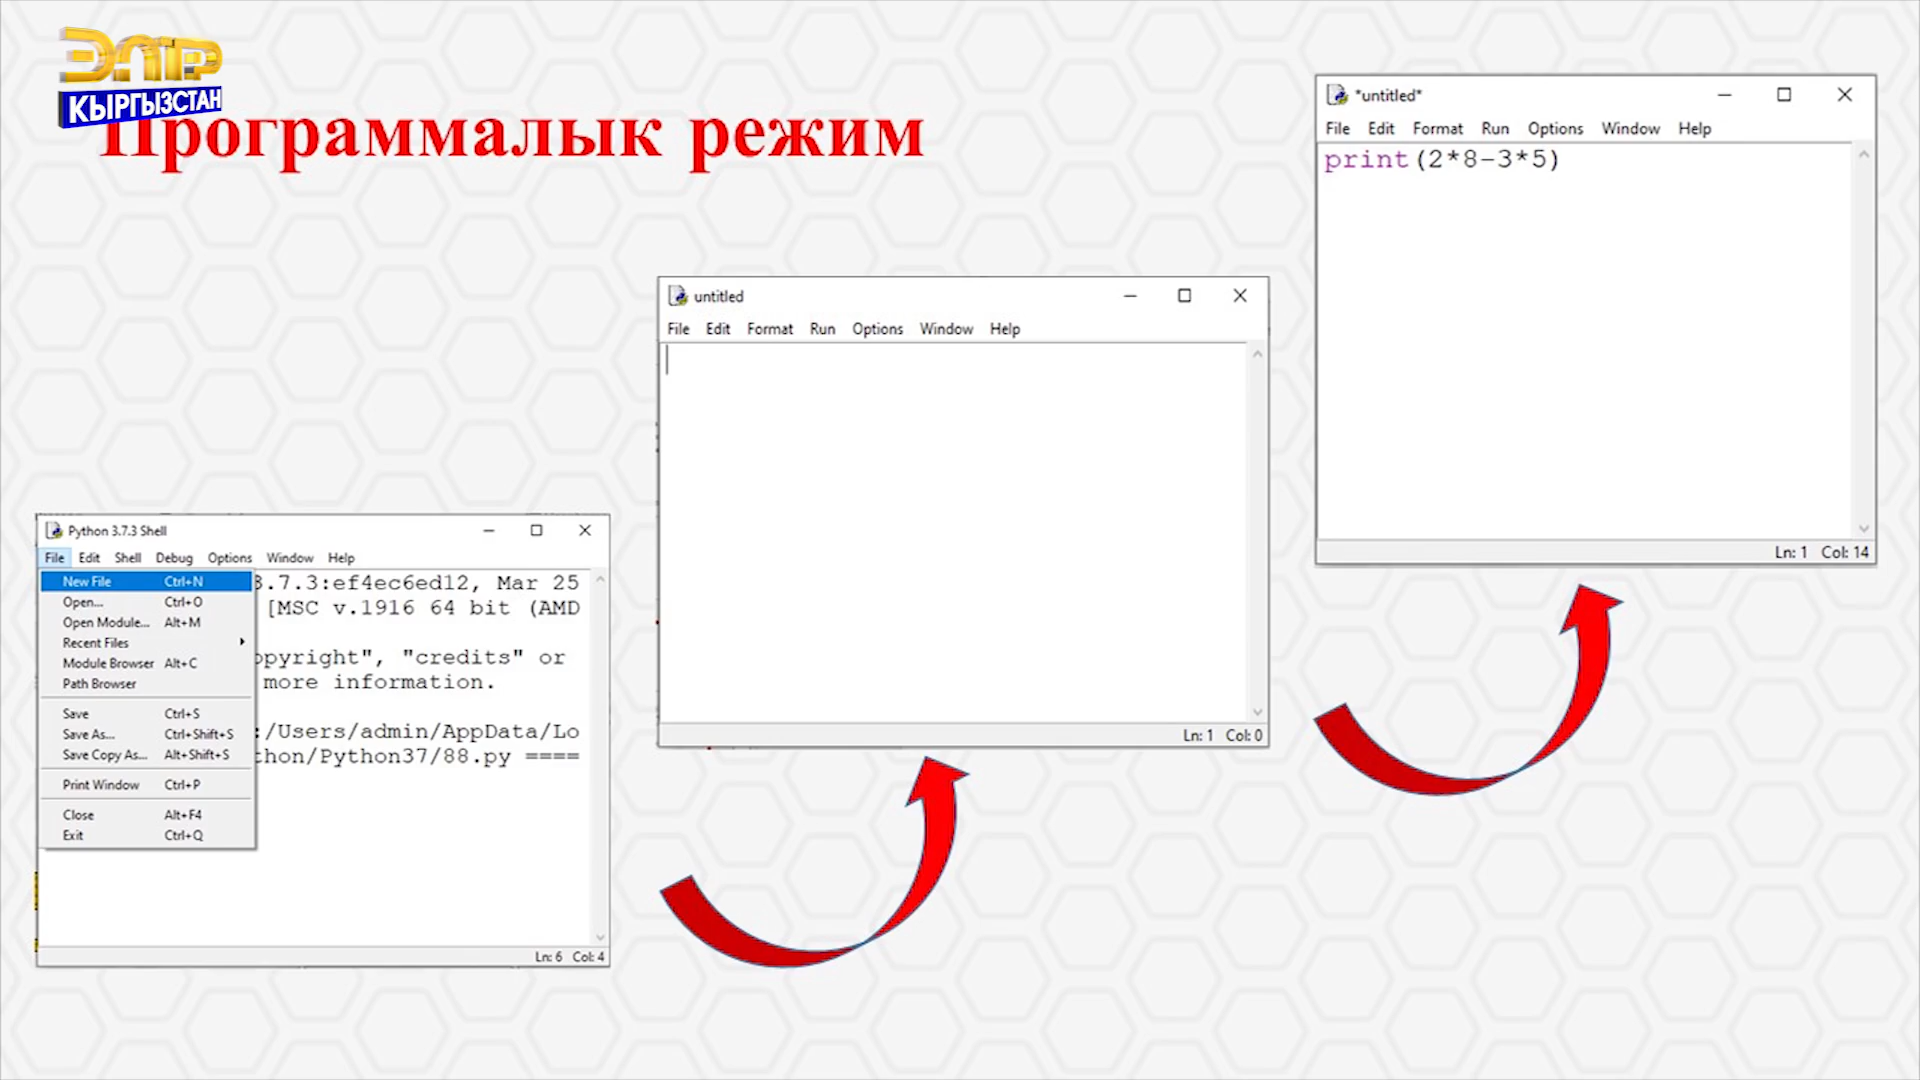 ЭЛТР
КЫРГЫЗСТАН
Программалык режим
Python 3.7.3 Shell
File Edit Shell Debug Options Window Help
New File Ctrl+N
Open... Ctrl+O
Open Module... Alt+M
Recent Files
Module Browser Alt+C
Path Browser
Save Ctrl+S
Save As... Ctrl+Shift+S
Save Copy As... Alt+Shift+S
Print Window Ctrl+P
Close Alt+F4
Exit Ctrl+Q
3.7.3:ef4ec6ed12, Mar 25
[MSC v.1916 64 bit (AMD
opyright", "credits" or
more information.
:/Users/admin/AppData/Lo
thon/Python37/88.py ====
Ln: 6 Col: 4
untitled
File Edit Format Run Options Window Help
Ln: 1 Col: 0
*untitled*
File Edit Format Run Options Window Help
print(2*8-3*5)
Ln: 1 Col: 14